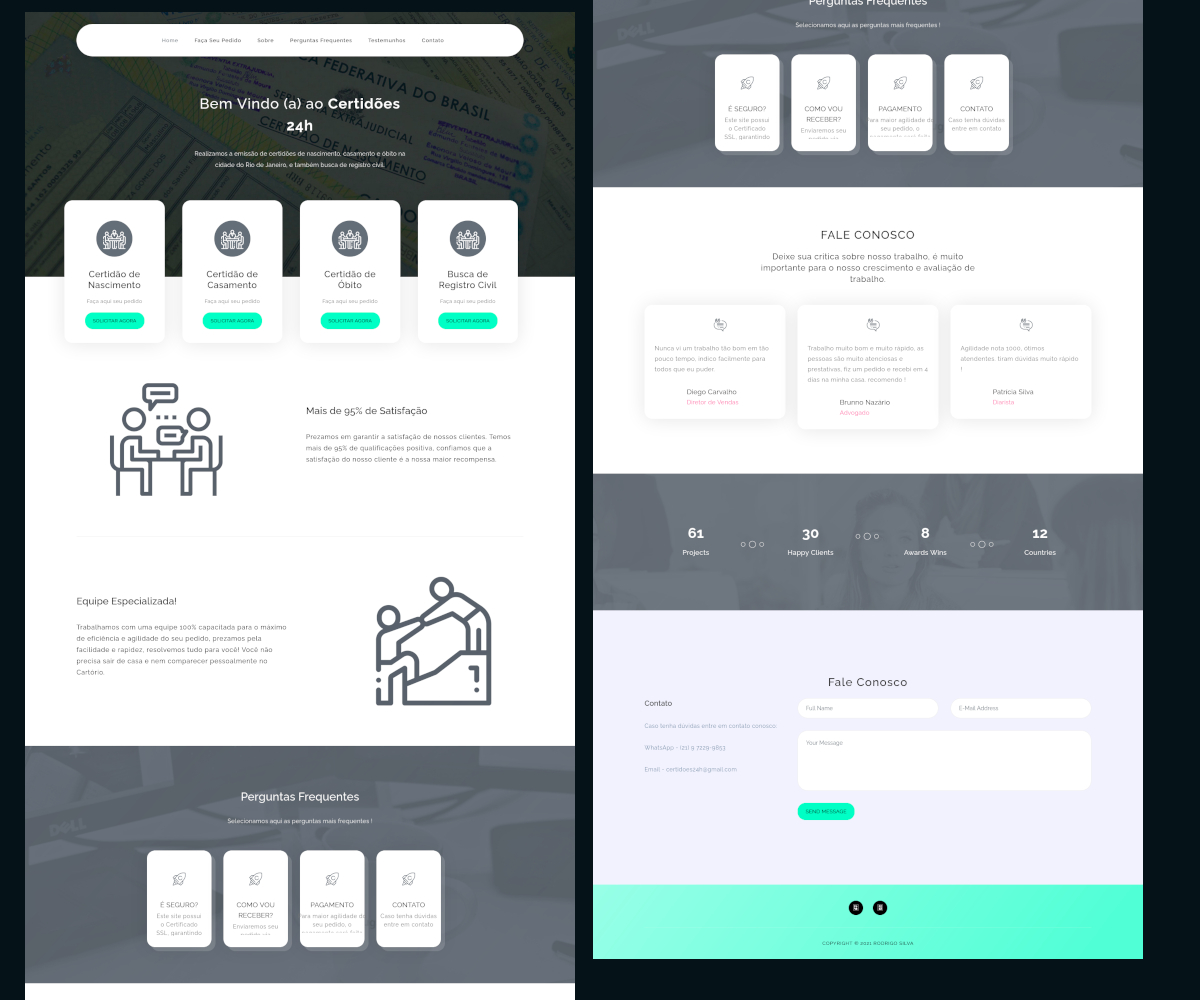 Home Faça Seu Pedido Sobre Perguntas Frequentes Testemunhos Contato
Bem Vindo (a) ao Certidões
24h
Realizamos a emissão de certidões de nascimento, casamento e óbito na
cidade do Rio de Janeiro, e também busca de registro civil.
Certidão de
Nascimento
Faça aqui seu pedido
SOLICITAR AGORA
Certidão de
Casamento
Faça aqui seu pedido
SOLICITAR AGORA
Certidão de
Óbito
Faça aqui seu pedido
SOLICITAR AGORA
Busca de
Registro Civil
Faça aqui seu pedido
SOLICITAR AGORA
Mais de 95% de Satisfação
Prezamos em garantir a satisfação de nossos clientes. Temos
mais de 95% de qualificações positiva, confiamos que a
satisfação do nosso cliente é a nossa maior recompensa.
Equipe Especializada!
Trabalhamos com uma equipe 100% capacitada para o máximo
de eficiência e agilidade do seu pedido, prezamos pela
facilidade e rapidez, resolvemos tudo para você! Você não
precisa sair de casa e nem comparecer pessoalmente no
Cartório.
Perguntas Frequentes
Selecionamos aqui as perguntas mais frequentes !
DELL
É SEGURO?
Este site possui
o Certificado
SSL, garantindo
COMO VOU
RECEBER?
Enviaremos seu
PAGAMENTO
Para maior agilidade do
seu pedido, o
CONTATO
Caso tenha duvidas
entre em contato
Perguntas Frequentes
Selecionamos aqui as perguntas mais frequentes !
DELL
É SEGURO?
Este site possui
o Certificado
SSL, garantindo
COMO VOU
RECEBER?
Enviaremos seu
PAGAMENTO
Para maior agilidade do
seu pedido, o
CONTATO
Caso tenha duvidas
entre em contato
FALE CONOSCO
Deixe sua critica sobre nosso trabalho, é muito
importante para o nosso crescimento e avaliação de
trabalho.
Nunca vi um trabalho tão bom em tão
pouco tempo, indico facilmente para
todos que eu puder.
Diego Carvalho
Diretor de Vendas
Trabalho muito bom e muito rapido, as
pessoas são muito atenciosas e
prestativas, fiz um pedido e recebi em 4
dias na minha casa, recomendo !
Brunno Nazario
Advogado
Agilidade nota 1000, ótimos
atendentes, tiram duvidas muito rápido
!
Patricia Silva
Diarista
61
Projects
30
Happy Clients
8
Awards Wins
12
Countries
Fale Conosco
Contato
Caso tenha dúvidas entre em contato conosco:
WhatsApp - (21) 9 7229-9853
Email - certidoes24h@gmail.com
Full Name
E-Mail Address
Your Message
SEND MESSAGE
COPYRIGHT © 2021 RODRIGO SILVA